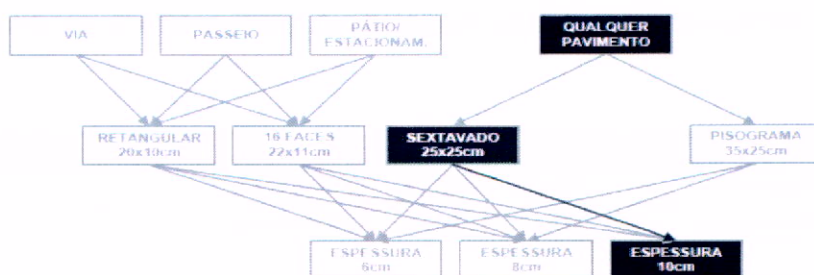 VIA
PASSEIO
PÁTIO/
ESTACIONAM.
QUALQUER
PAVIMENTO
RETANGULAR
20x10cm
16 FACES
22x11cm
SEXTAVADO
25x25cm
PISOGRAMA
35x25cm
ESPESSURA
6cm
ESPESSURA
8cm
ESPESSURA
10cm